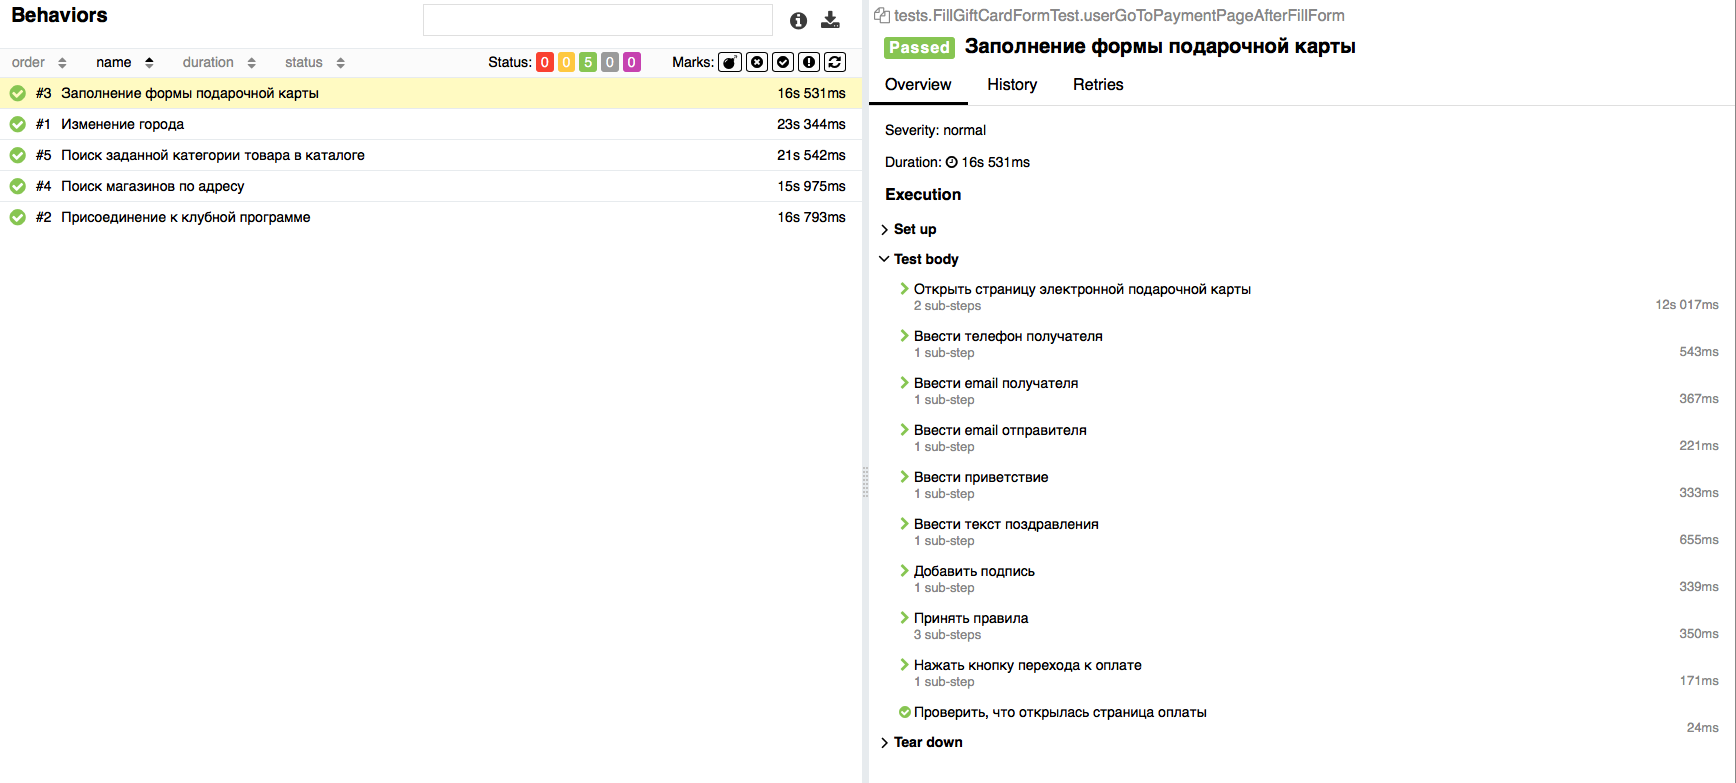 Behaviors
order name duration status Status: 0 0 5 0 0 Marks:
#3 Заполнение формы подарочной карты 16s 531ms
#1 Изменение города 23s 344ms
#5 Поиск заданной категории товара в каталоге 21s 542ms
#4 Поиск магазинов по адресу 15s 975ms
#2 Присоединение к клубной программе 16s 793ms
tests.FillGiftCardFormTest.userGoToPaymentPageAfterFillForm
Passed Заполнение формы подарочной карты
Overview History Retries
Severity: normal
Duration: 16s 531ms
Execution
Set up
Test body
Открыть страницу электронной подарочной карты
2 sub-steps 12s 017ms
Ввести телефон получателя
1 sub-step 543ms
Ввести email получателя
1 sub-step 367ms
Ввести email отправителя
1 sub-step 221ms
Ввести приветствие
1 sub-step 333ms
Ввести текст поздравления
1 sub-step 655ms
Добавить подпись
1 sub-step 339ms
Принять правила
3 sub-steps 350ms
Нажать кнопку перехода к оплате
1 sub-step 171ms
Проверить, что открылась страница оплаты
24ms
Tear down